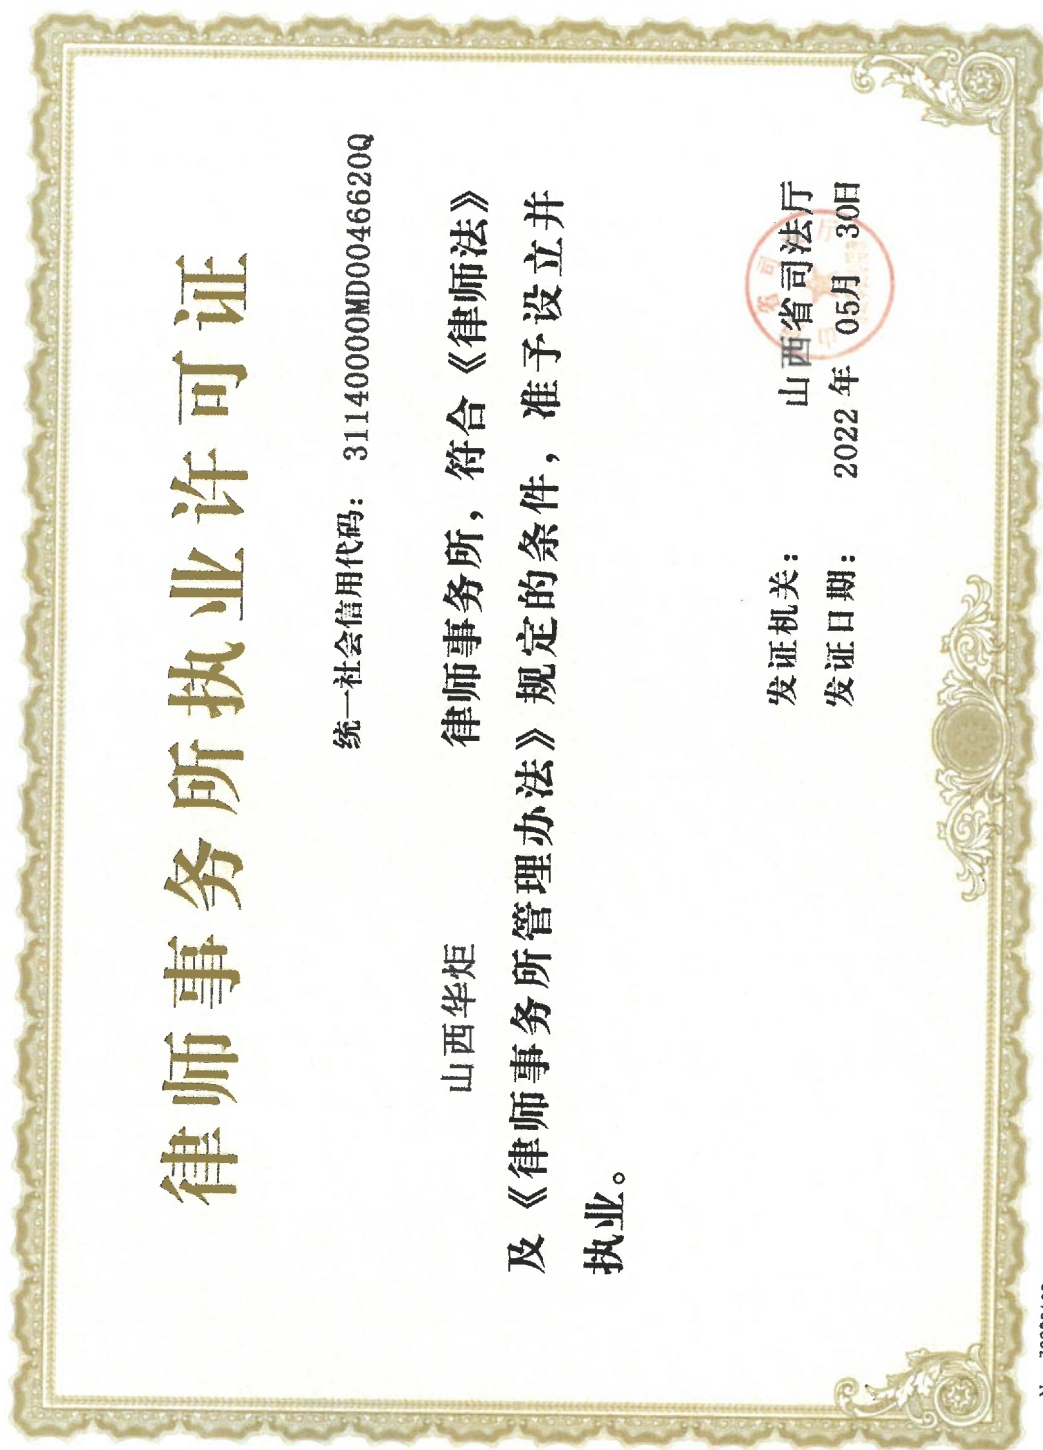 律师事务所执业许可证
统一社会信用代码： 31140000MD0046620Q
山西华炬 律师事务所，符合《律师法》
及《律师事务所管理办法》规定的条件，准予设立并
执业。
发证机关： 山西省司法厅
发证日期： 2022 年 05月 30日